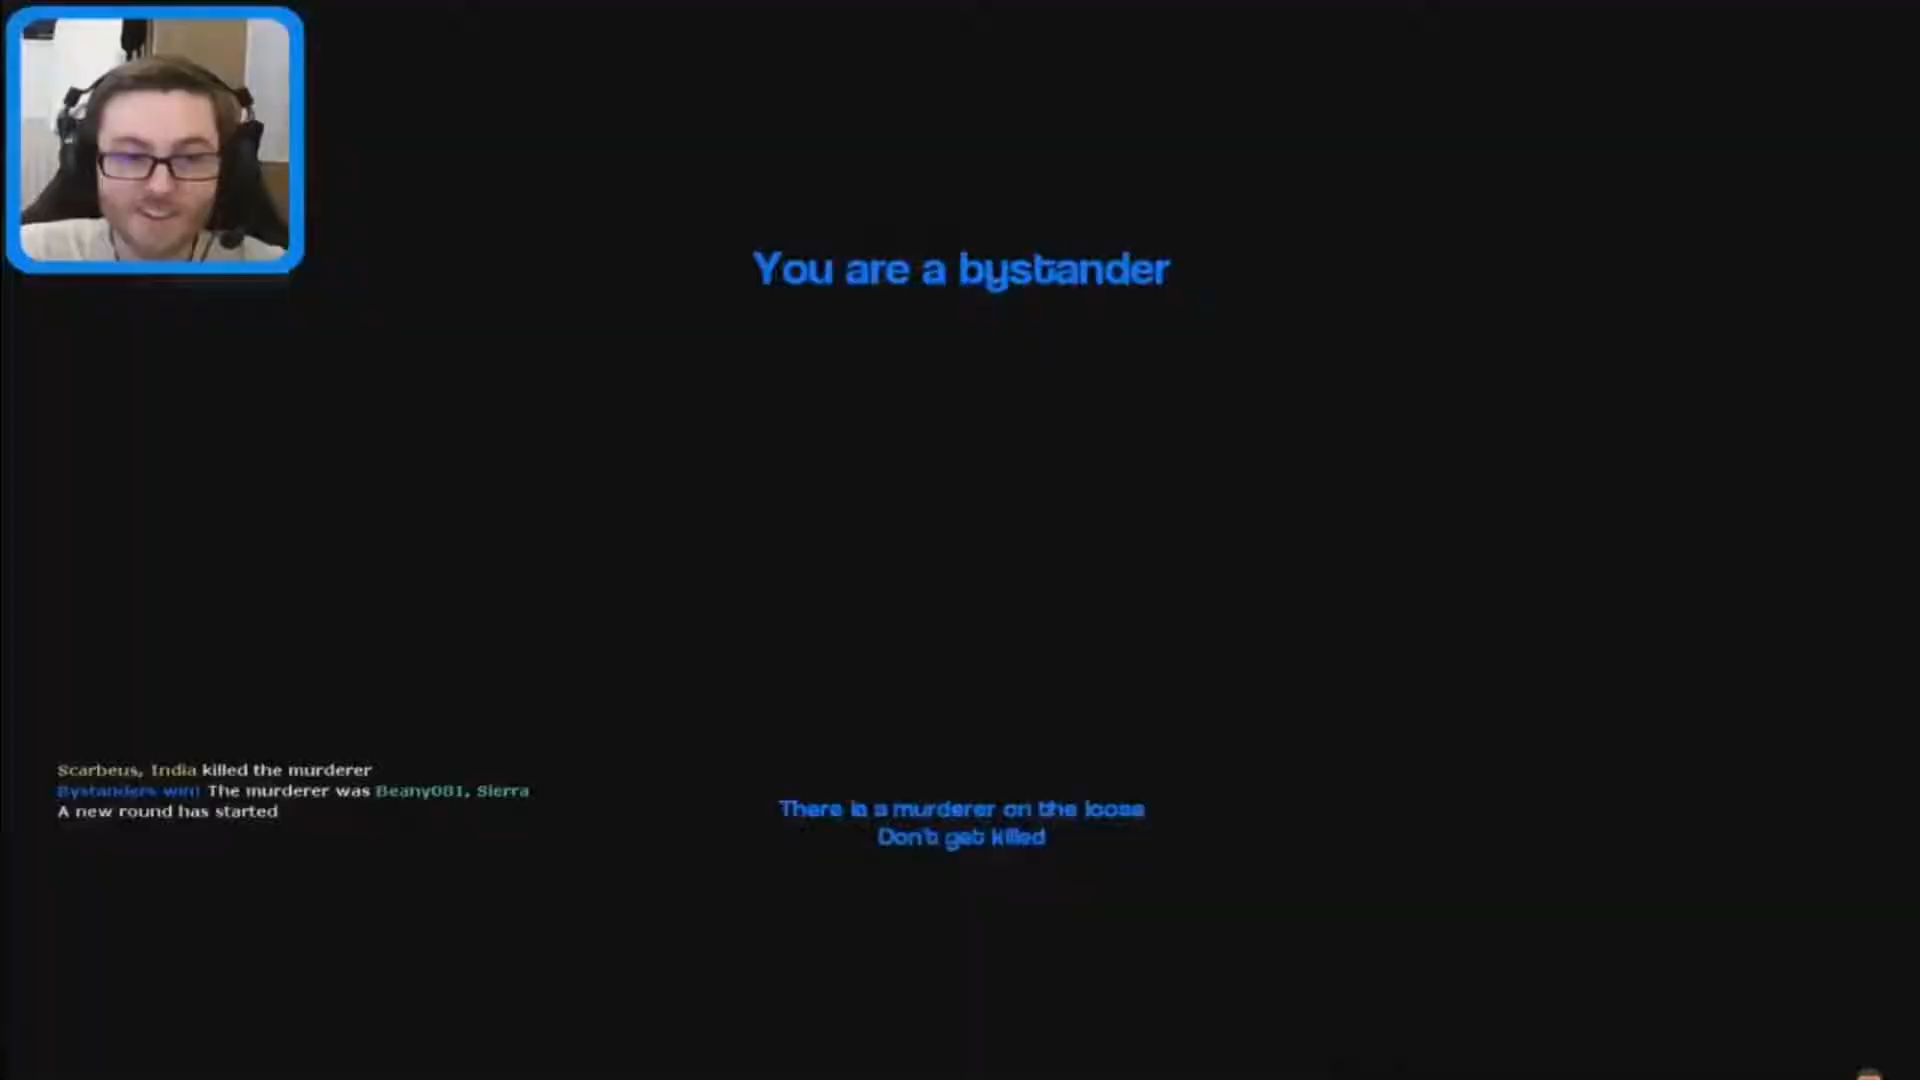 You are a bystander
Scarbeus, India killed the murderer
Bystanders win! The murderer was Beany081, Sierra
A new round has started
There is a murderer on the loose
Don't get killed